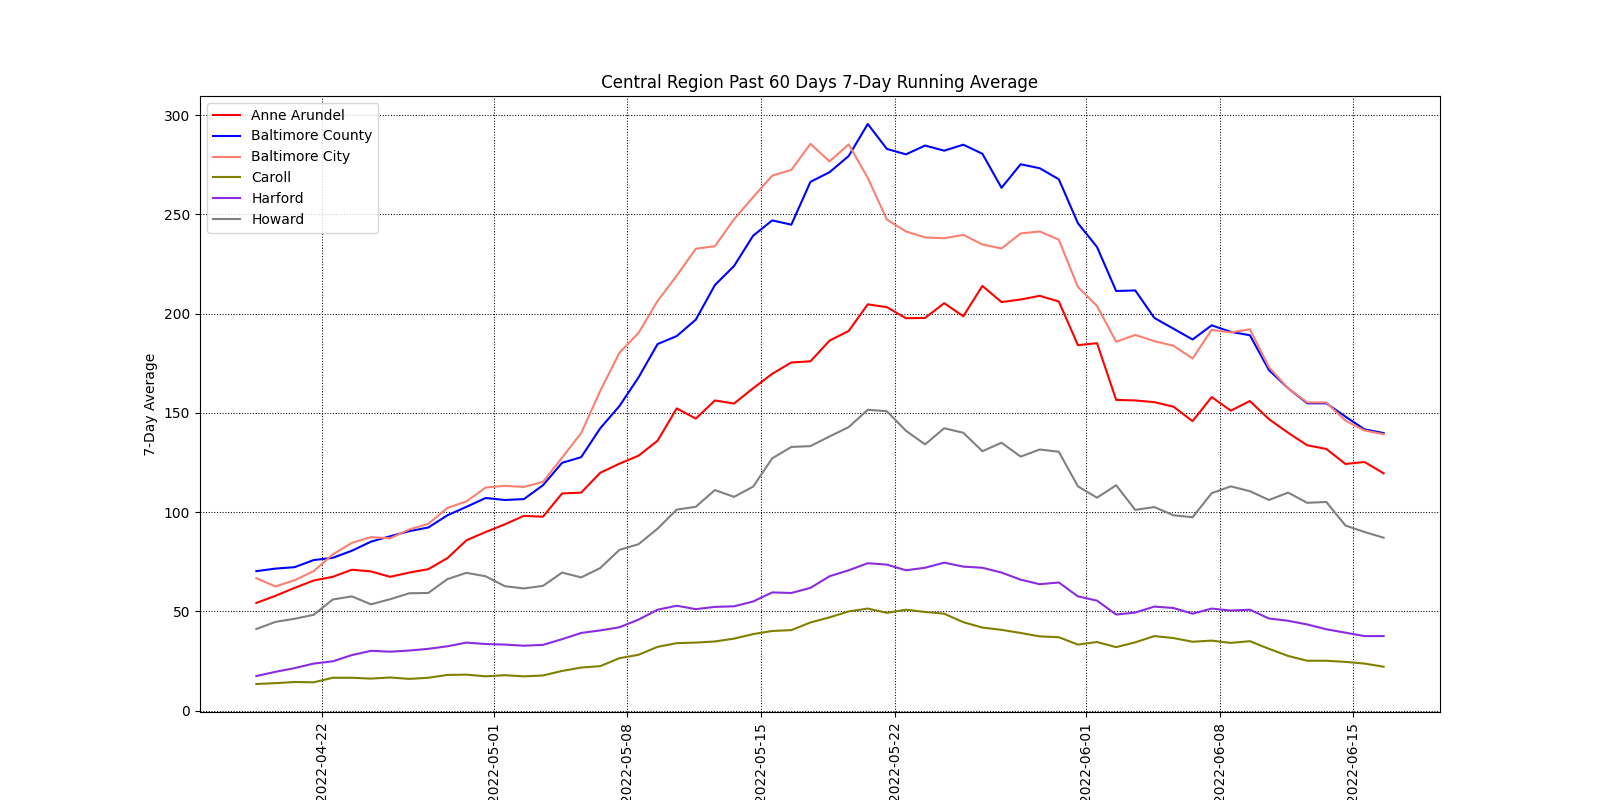 Central Region Past 60 Days 7-Day Running Average
Anne Arundel
Baltimore County
Baltimore City
Caroll
Harford
Howard
7-Day Average
300
250
200
150
100
50
0
2022-04-22
2022-05-01
2022-05-08
2022-05-15
2022-05-22
2022-06-01
2022-06-08
2022-06-15